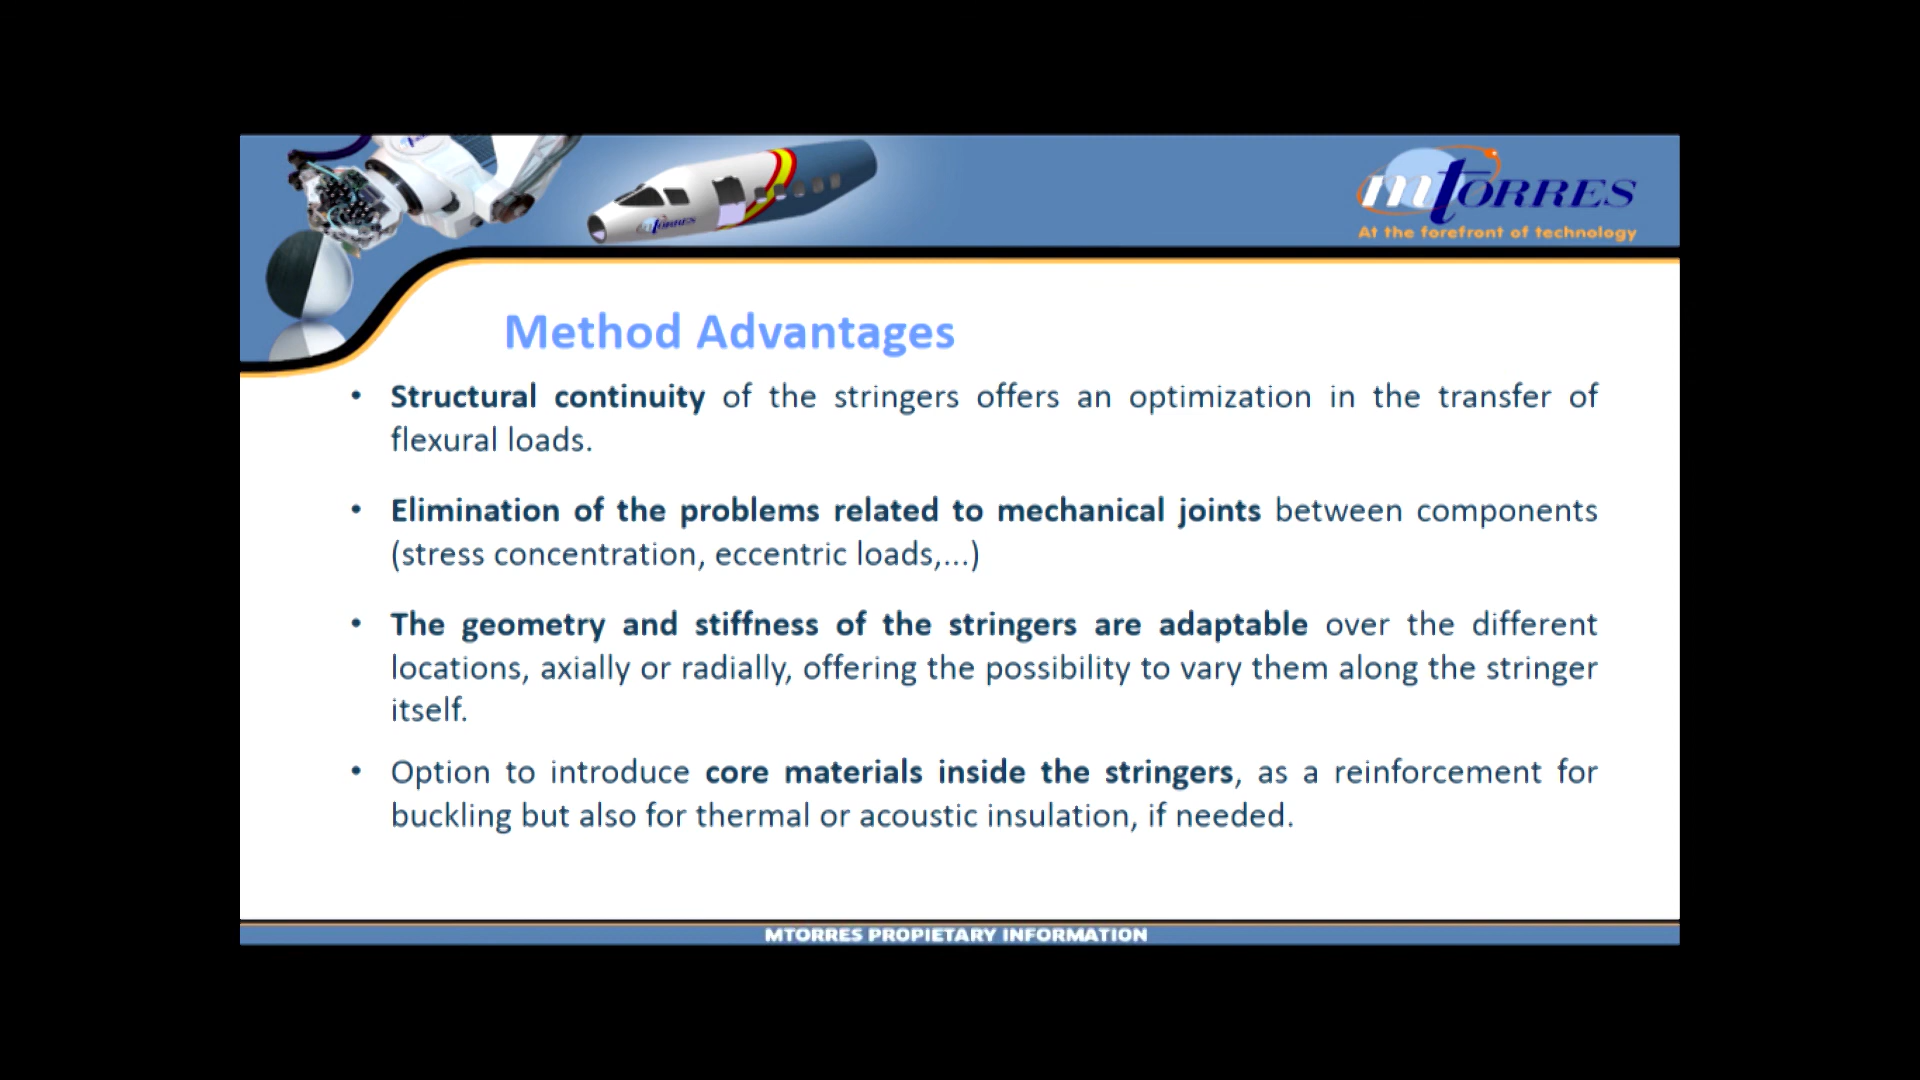 mTORRES
At the forefront of technology
mTORRES
Method Advantages
• Structural continuity of the stringers offers an optimization in the transfer of
flexural loads.
• Elimination of the problems related to mechanical joints between components
(stress concentration, eccentric loads,...)
• The geometry and stiffness of the stringers are adaptable over the different
locations, axially or radially, offering the possibility to vary them along the stringer
itself.
• Option to introduce core materials inside the stringers, as a reinforcement for
buckling but also for thermal or acoustic insulation, if needed.
MTORRES PROPIETARY INFORMATION